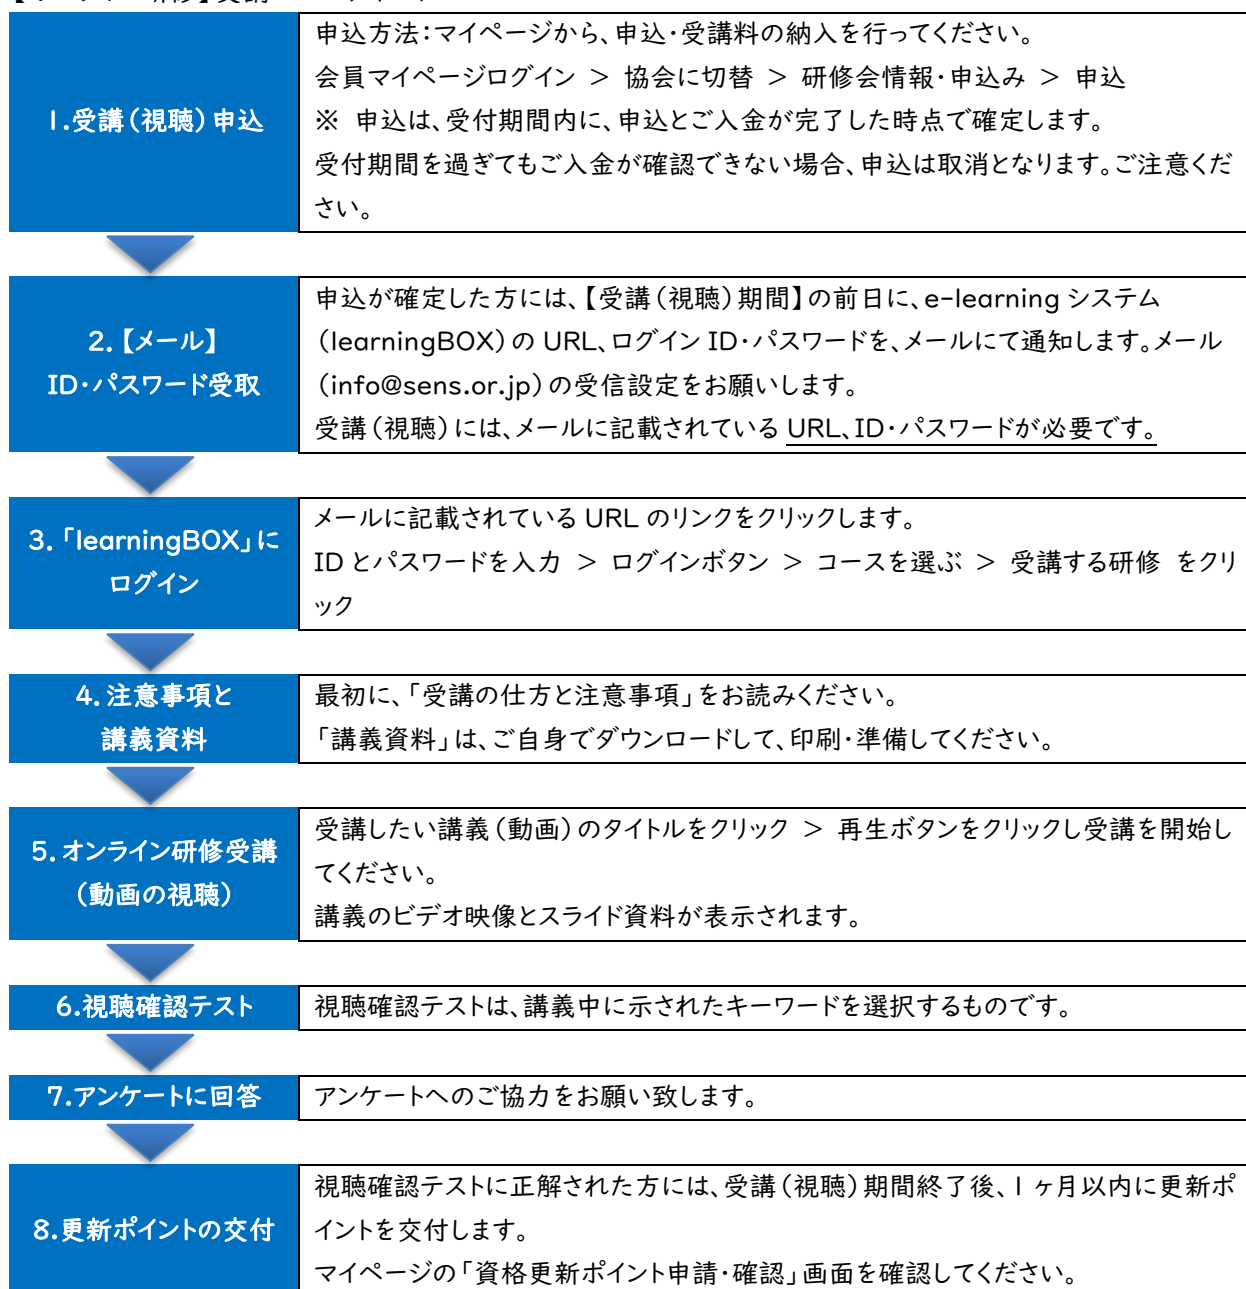 1.受講(視聴)申込
申込方法:マイページから、申込・受講料の納入を行ってください。
会員マイページログイン > 協会に切替 > 研修会情報・申込み > 申込
※ 申込は、受付期間内に、申込とご入金が完了した時点で確定します。
受付期間を過ぎてもご入金が確認できない場合、申込は取消となります。ご注意くだ
さい。
2.【メール】
ID・パスワード受取
申込が確定した方には、【受講(視聴)期間】の前日に、e-learning システム
(learningBOX)の URL、ログイン ID・パスワードを、メールにて通知します。メール
(info@sens.or.jp)の受信設定をお願いします。
受講(視聴)には、メールに記載されている URL、ID・パスワードが必要です。
3.「learningBOX」に
ログイン
メールに記載されている URL のリンクをクリックします。
ID とパスワードを入力 > ログインボタン > コースを選ぶ > 受講する研修 をクリ
ック
4.注意事項と
講義資料
最初に、「受講の仕方と注意事項」をお読みください。
「講義資料」は、ご自身でダウンロードして、印刷・準備してください。
5.オンライン研修受講
(動画の視聴)
受講したい講義(動画)のタイトルをクリック > 再生ボタンをクリックし受講を開始し
てください。
講義のビデオ映像とスライド資料が表示されます。
6.視聴確認テスト
視聴確認テストは、講義中に示されたキーワードを選択するものです。
7.アンケートに回答
アンケートへのご協力をお願い致します。
8.更新ポイントの交付
視聴確認テストに正解された方には、受講(視聴)期間終了後、1 ヶ月以内に更新ポ
イントを交付します。
マイページの「資格更新ポイント申請・確認」画面を確認してください。